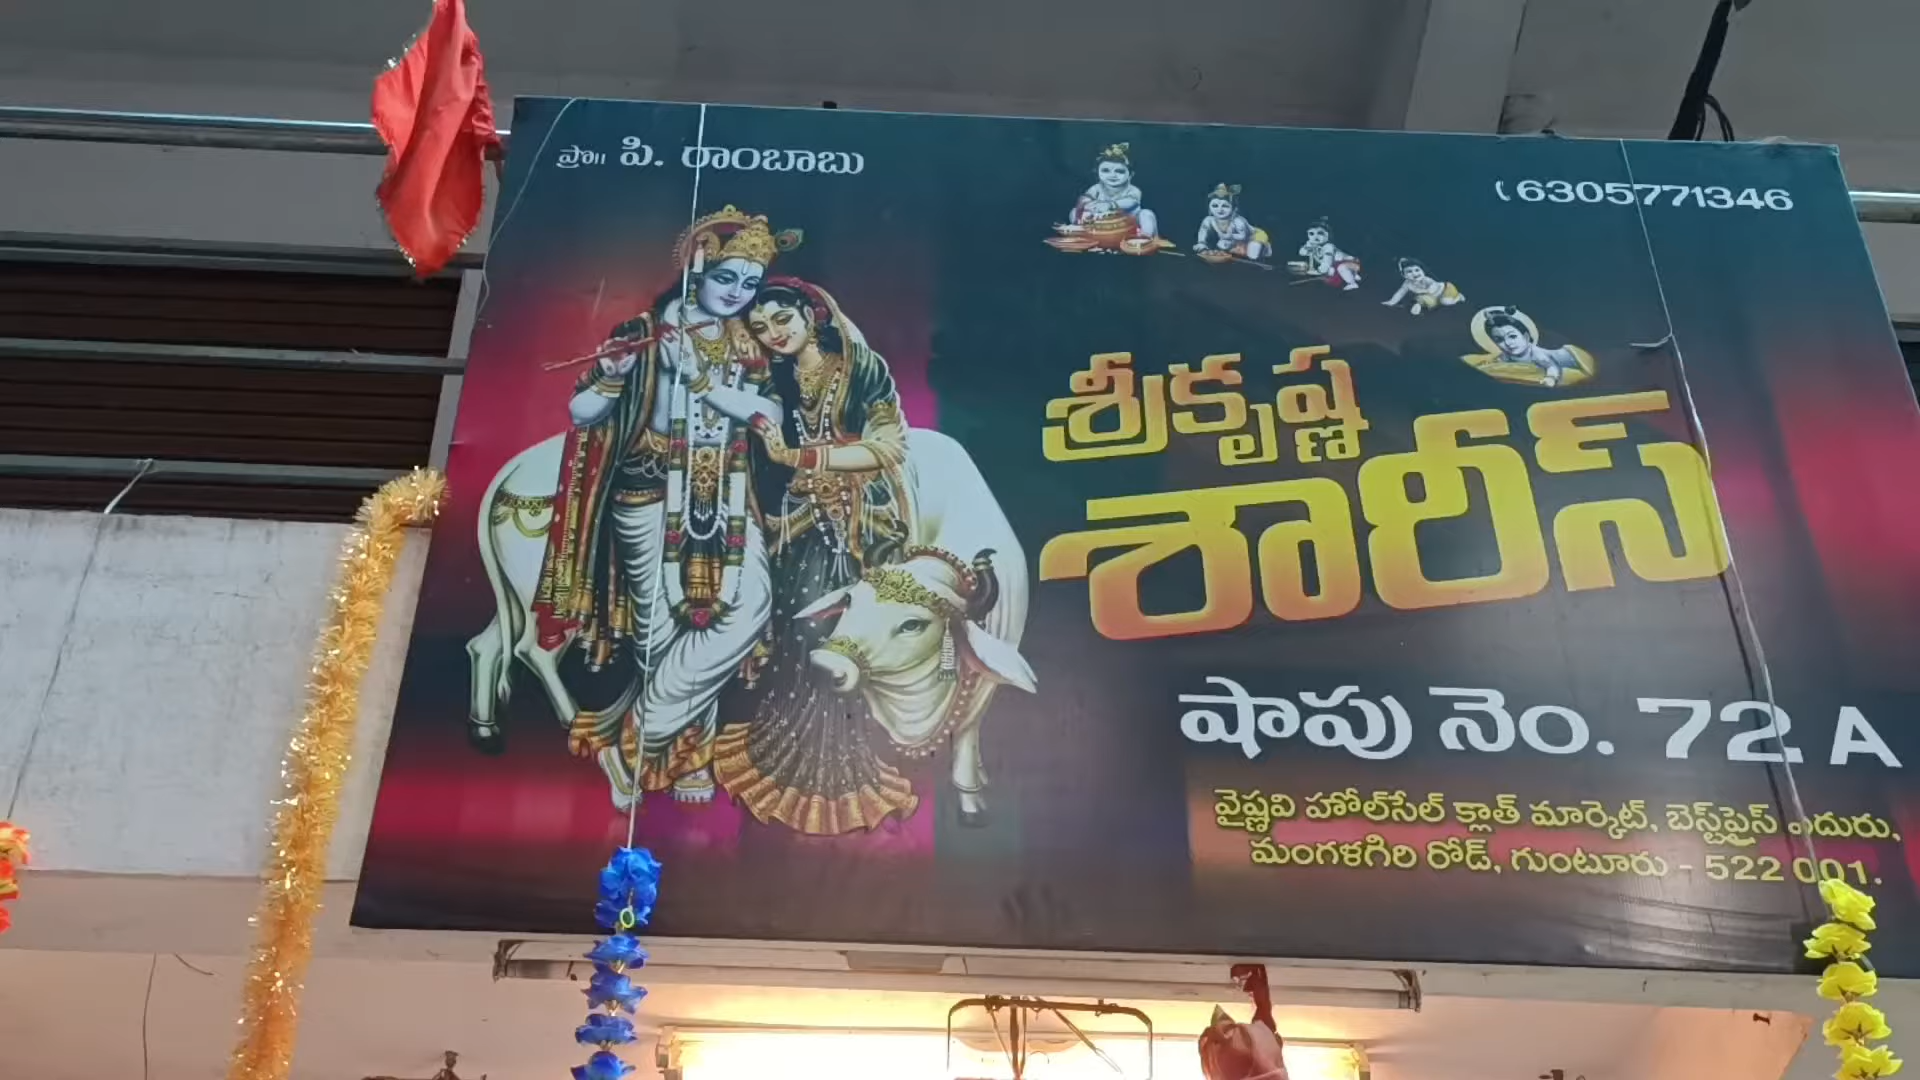 ప్రొ॥ పి. రాంబాబు
6305771346
శ్రీకృష్ణ
శారీస్
షాపు నెం. 72 A
వైష్ణవి హోల్‌సేల్ క్లాత్ మార్కెట్, బెస్ట్‌ప్రైస్ ఎదురు,
మంగళగిరి రోడ్, గుంటూరు - 522 001.